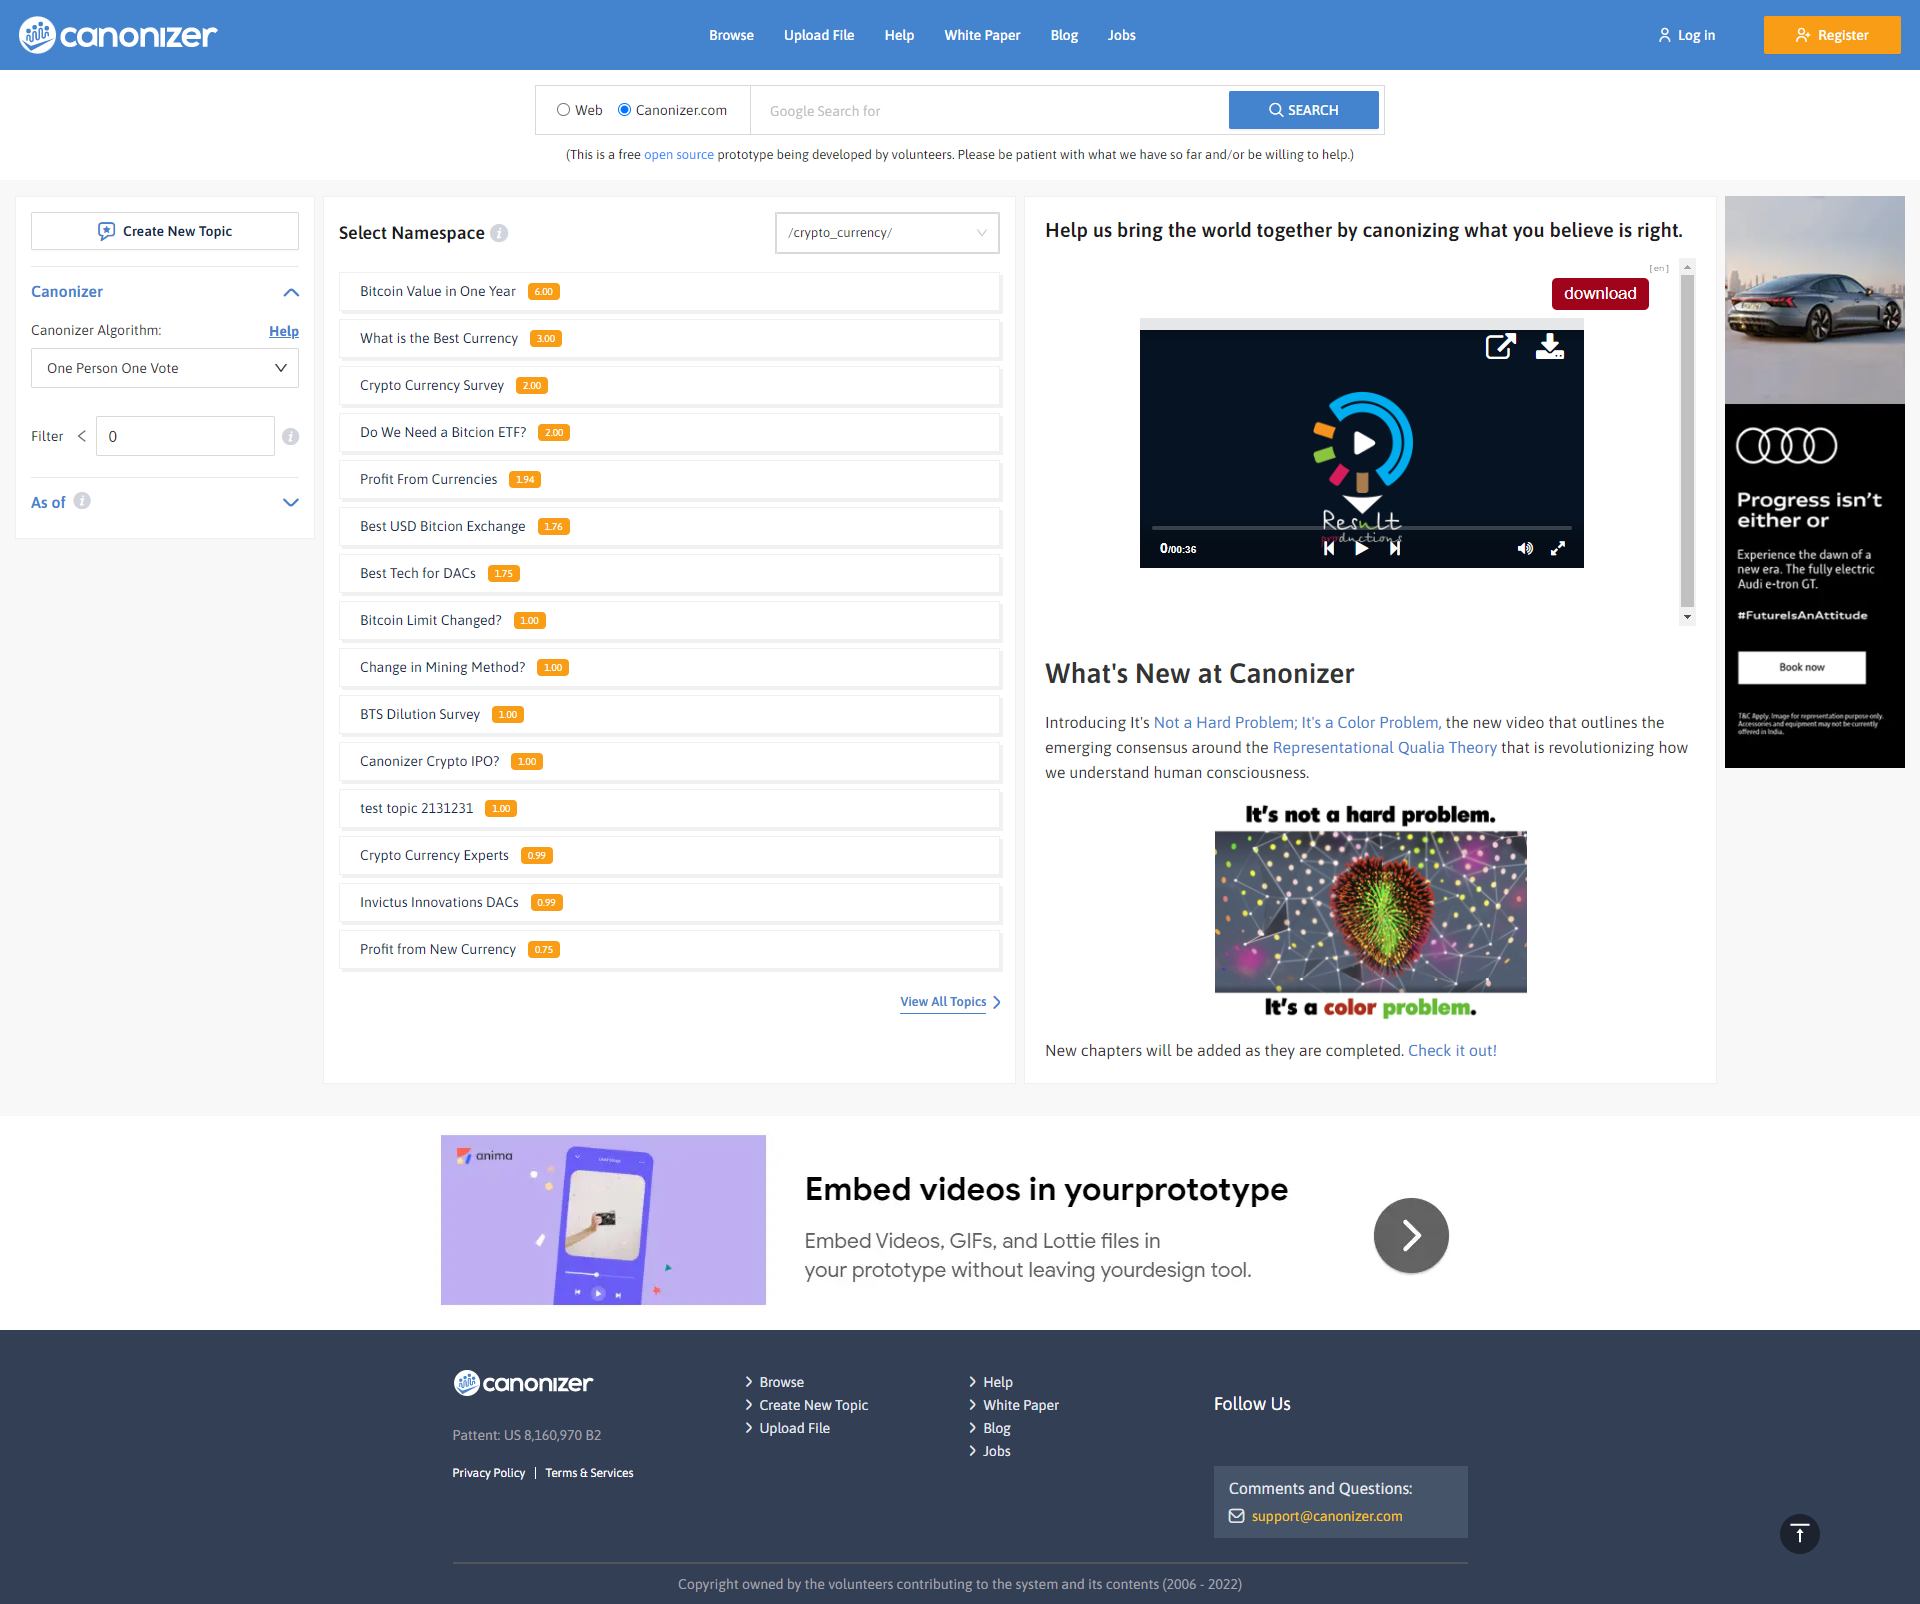 canonizer
Browse
Upload File
Help
White Paper
Blog
Jobs
Log in
Register
Web
Canonizer.com
Google Search for
SEARCH
(This is a free open source prototype being developed by volunteers. Please be patient with what we have so far and/or be willing to help.)
Create New Topic
Canonizer
Canonizer Algorithm:
Help
One Person One Vote
Filter < 0
As of
Select Namespace
/crypto_currency/
Bitcoin Value in One Year 6.00
What is the Best Currency 3.00
Crypto Currency Survey 2.00
Do We Need a Bitcion ETF? 2.00
Profit From Currencies 1.94
Best USD Bitcion Exchange 1.76
Best Tech for DACs 1.75
Bitcoin Limit Changed? 1.00
Change in Mining Method? 1.00
BTS Dilution Survey 1.00
Canonizer Crypto IPO? 1.00
test topic 2131231 1.00
Crypto Currency Experts 0.99
Invictus Innovations DACs 0.99
Profit from New Currency 0.75
View All Topics
Help us bring the world together by canonizing what you believe is right.
[ en ]
download
Result
productions
0/00:36
What's New at Canonizer
Introducing It's Not a Hard Problem; It's a Color Problem, the new video that outlines the
emerging consensus around the Representational Qualia Theory that is revolutionizing how
we understand human consciousness.
It's not a hard problem.
It's a color problem.
New chapters will be added as they are completed. Check it out!
Progress isn't
either or
Experience the dawn of a
new era. The fully electric
Audi e-tron GT.
#FutureIsAnAttitude
Book now
T&C Apply. Image for representation purpose only.
Accessories and equipment may not be currently
offered in India.
anima
Embed videos in yourprototype
Embed Videos, GIFs, and Lottie files in
your prototype without leaving yourdesign tool.
canonizer
Pattent: US 8,160,970 B2
Privacy Policy | Terms & Services
Browse
Create New Topic
Upload File
Help
White Paper
Blog
Jobs
Follow Us
Comments and Questions:
support@canonizer.com
Copyright owned by the volunteers contributing to the system and its contents (2006 - 2022)